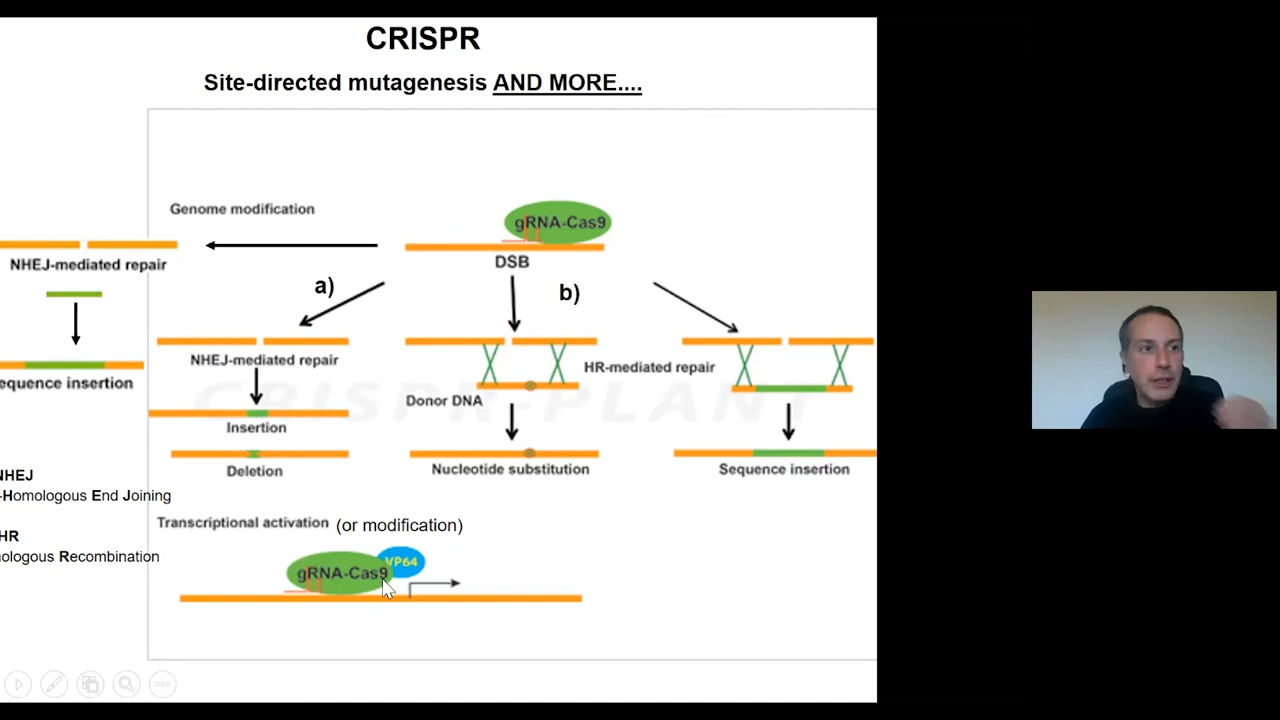 CRISPR
Site-directed mutagenesis AND MORE....
Genome modification
gRNA-Cas9
DSB
NHEJ-mediated repair
a)
b)
NHEJ-mediated repair
HR-mediated repair
Donor DNA
equence insertion
Insertion
Deletion
Nucleotide substitution
Sequence insertion
CRISPR-PLANT
NHEJ
-Homologous End Joining
HR
ologous Recombination
Transcriptional activation (or modification)
gRNA-Cas9
VP64